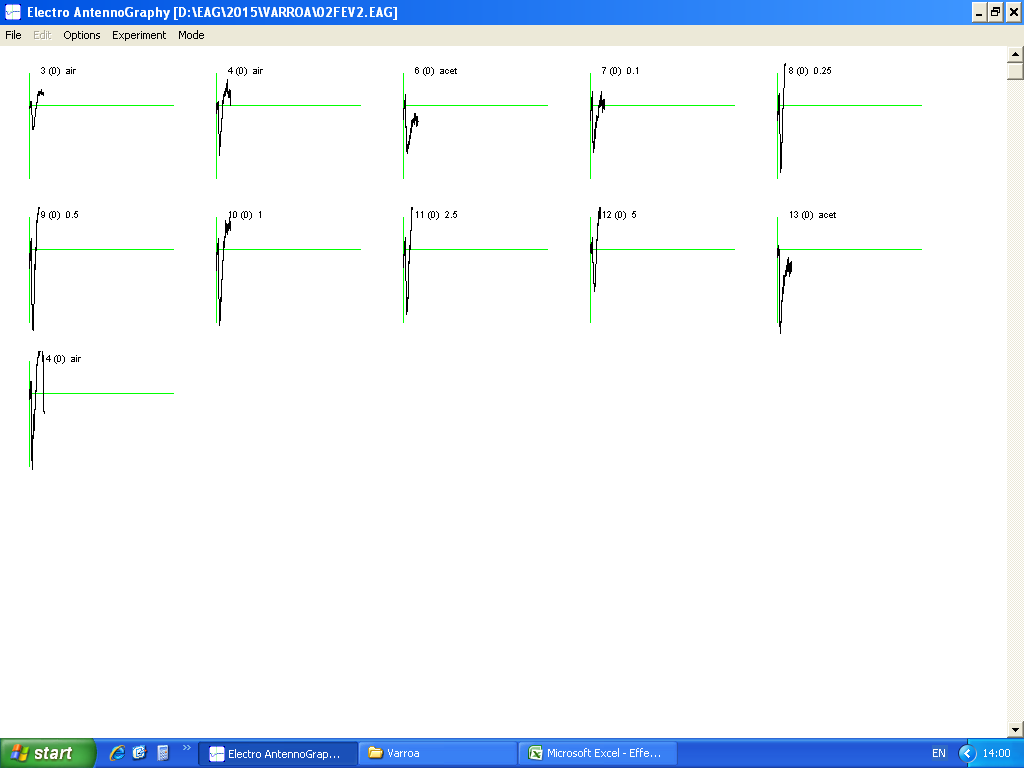 Electro AntennoGraphy [D:\EAG\2015\VARROA\02FEV2.EAG]
File Edit Options Experiment Mode
3 (0) air
4 (0) air
6 (0) acet
7 (0) 0.1
8 (0) 0.25
9 (0) 0.5
10 (0) 1
11 (0) 2.5
12 (0) 5
13 (0) acet
4 (0) air
start
Electro AntennoGrap...
Varroa
Microsoft Excel - Effe...
EN
14:00